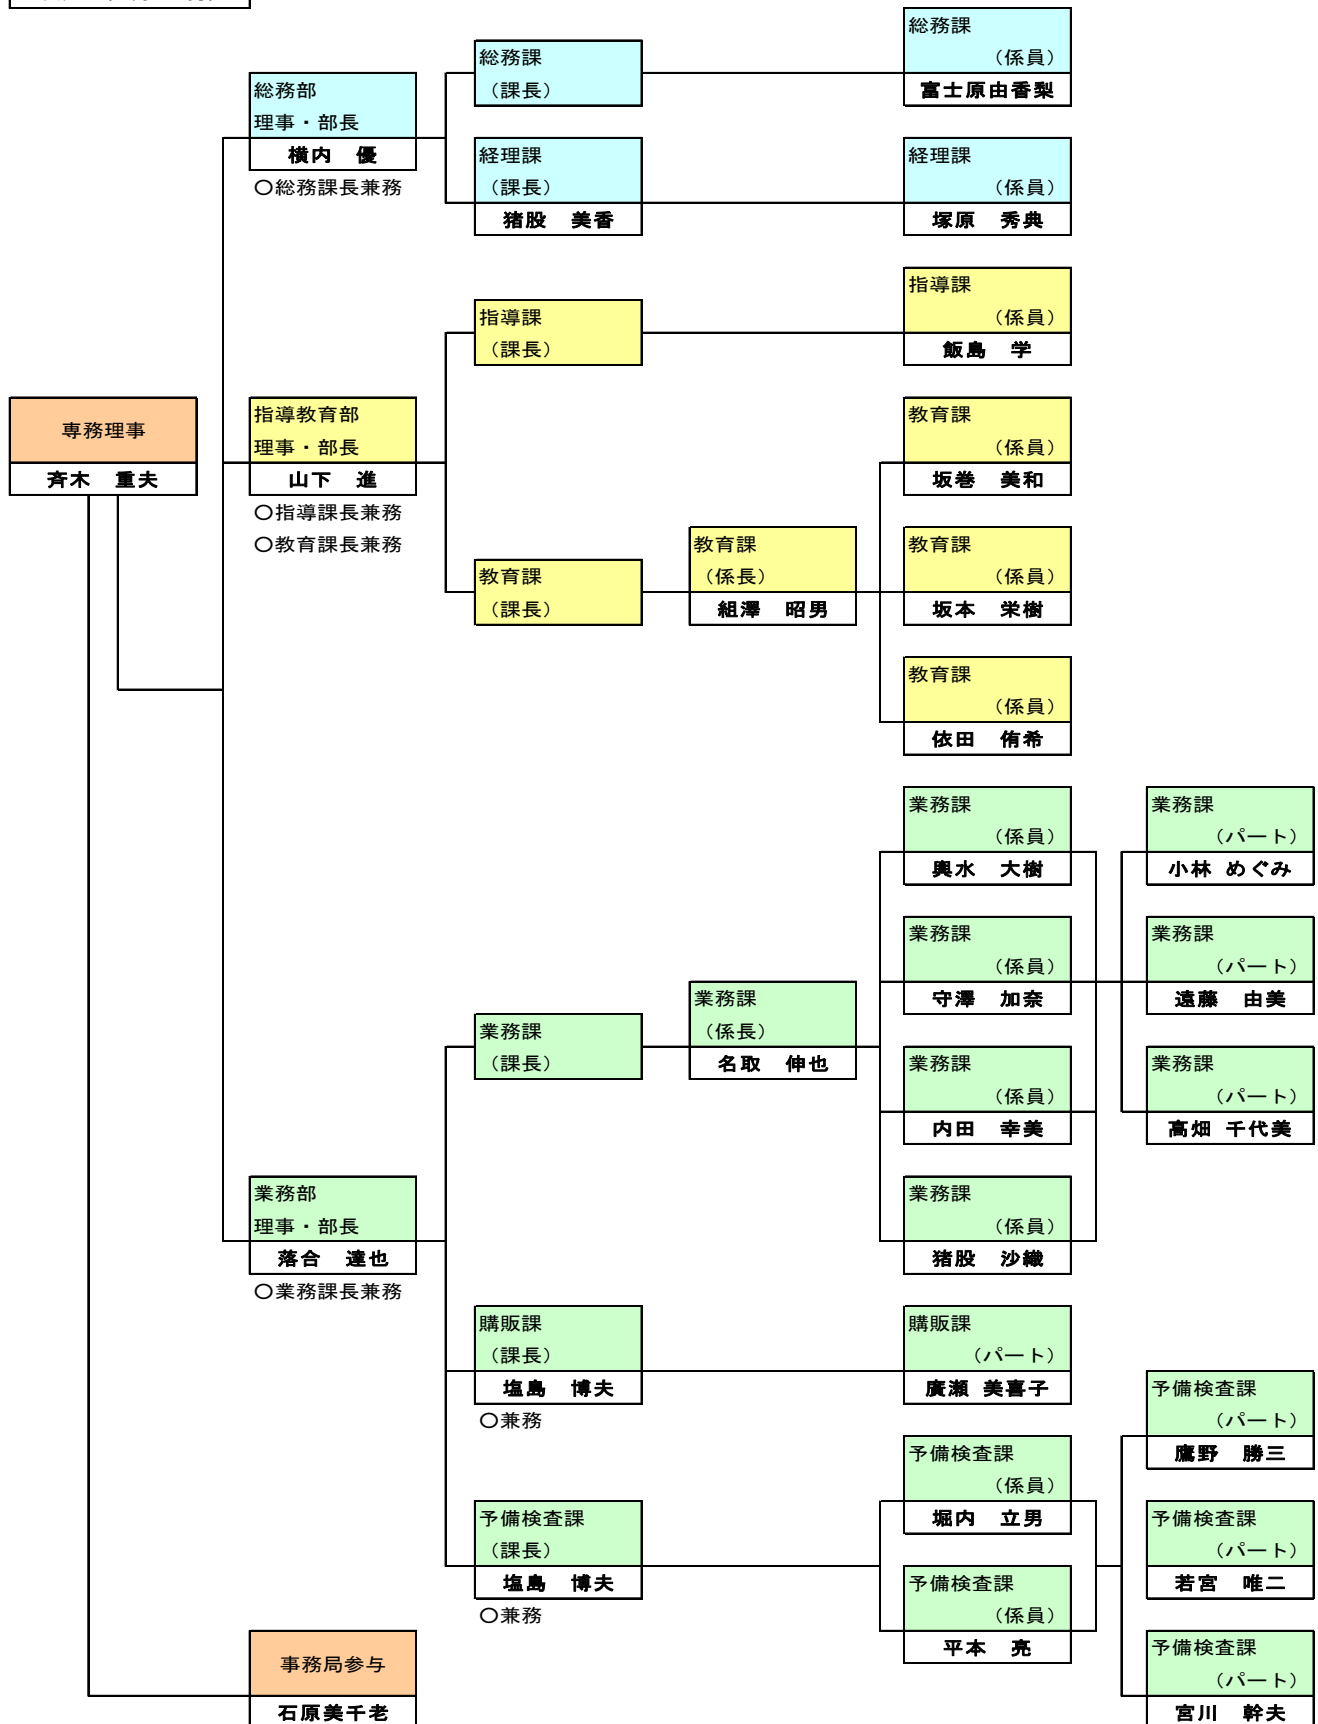 総務課
(係員)
富士原由香梨
総務課
(課長)
総務部
理事・部長
横内 優
〇総務課長兼務
経理課
(課長)
猪股 美香
経理課
(係員)
塚原 秀典
指導課
(係員)
飯島 学
指導課
(課長)
専務理事
斉木 重夫
指導教育部
理事・部長
山下 進
〇指導課長兼務
〇教育課長兼務
教育課
(係員)
坂巻 美和
教育課
(課長)
教育課
(係長)
組澤 昭男
教育課
(係員)
坂本 栄樹
教育課
(係員)
依田 侑希
業務課
(係員)
輿水 大樹
業務課
(パート)
小林 めぐみ
業務課
(係員)
守澤 加奈
業務課
(パート)
遠藤 由美
業務課
(課長)
業務課
(係長)
名取 伸也
業務課
(係員)
内田 幸美
業務課
(パート)
高畑 千代美
業務部
理事・部長
落合 達也
〇業務課長兼務
業務課
(係員)
猪股 沙織
購販課
(課長)
塩島 博夫
〇兼務
購販課
(パート)
廣瀬 美喜子
予備検査課
(パート)
鷹野 勝三
予備検査課
(係員)
堀内 立男
予備検査課
(課長)
塩島 博夫
〇兼務
予備検査課
(パート)
若宮 唯二
予備検査課
(係員)
平本 亮
事務局参与
石原美千老
予備検査課
(パート)
宮川 幹夫